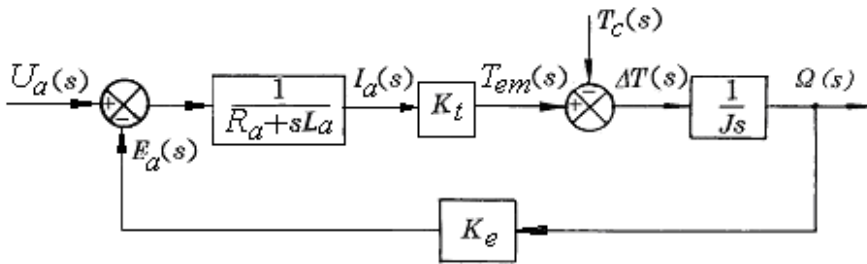 T_c(s)
U_a(s)
+
−
1
R_a+sL_a
I_a(s)
K_t
T_em(s)
+
−
ΔT(s)
1
Js
Ω(s)
E_a(s)
K_e